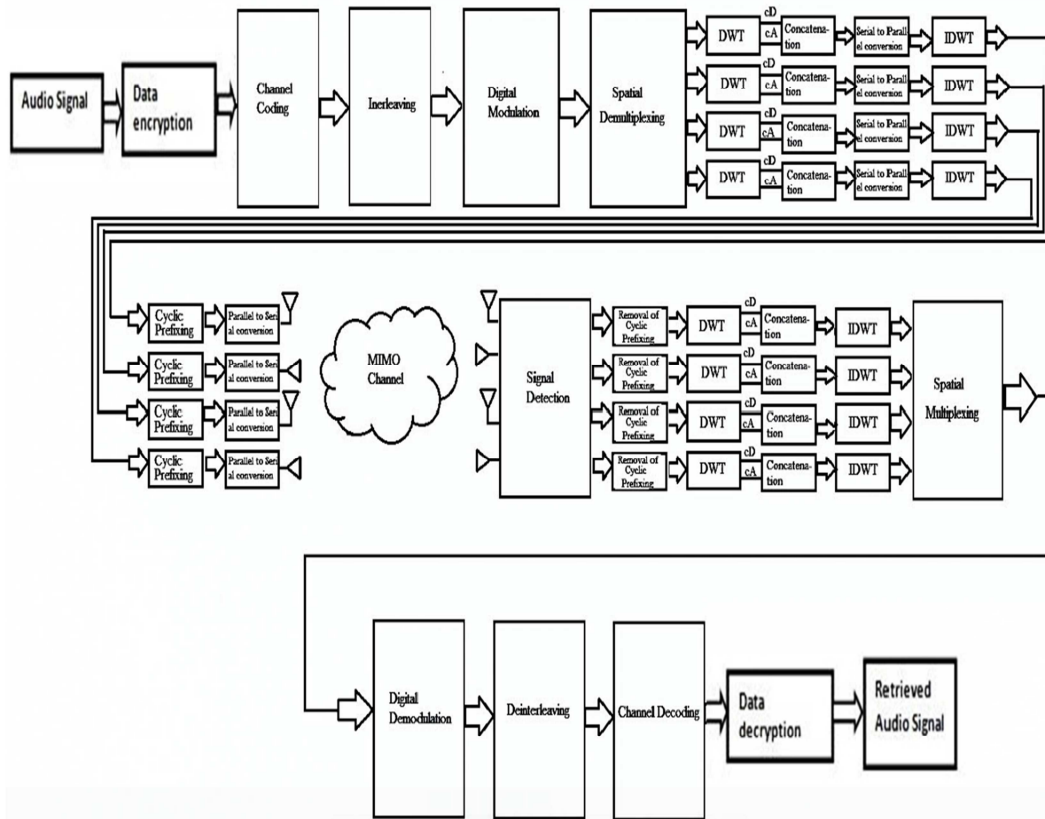 Audio Signal
Data
encryption
Channel
Coding
Inerleaving
Digital
Modulation
Spatial
Demultiplexing
DWT
cD
cA
Concatena-
tion
Serial to Parall
el conversion
IDWT
DWT
cD
cA
Concatena-
tion
Serial to Parall
el conversion
IDWT
DWT
cD
cA
Concatena-
tion
Serial to Parall
el conversion
IDWT
DWT
cD
cA
Concatena-
tion
Serial to Parall
el conversion
IDWT
Cyclic
Prefixing
Parallel to Seri
al conversion
Cyclic
Prefixing
Parallel to Seri
al conversion
Cyclic
Prefixing
Parallel to Seri
al conversion
Cyclic
Prefixing
Parallel to Seri
al conversion
MIMO
Channel
Signal
Detection
Removal of
Cyclic
Prefixing
DWT
cD
cA
Concatena-
tion
IDWT
Removal of
Cyclic
Prefixing
DWT
cD
cA
Concatena-
tion
IDWT
Removal of
Cyclic
Prefixing
DWT
cD
cA
Concatena-
tion
IDWT
Removal of
Cyclic
Prefixing
DWT
cD
cA
Concatena-
tion
IDWT
Spatial
Multiplexing
Digital
Demodulation
Deinterleaving
Channel Decoding
Data
decryption
Retrieved
Audio Signal